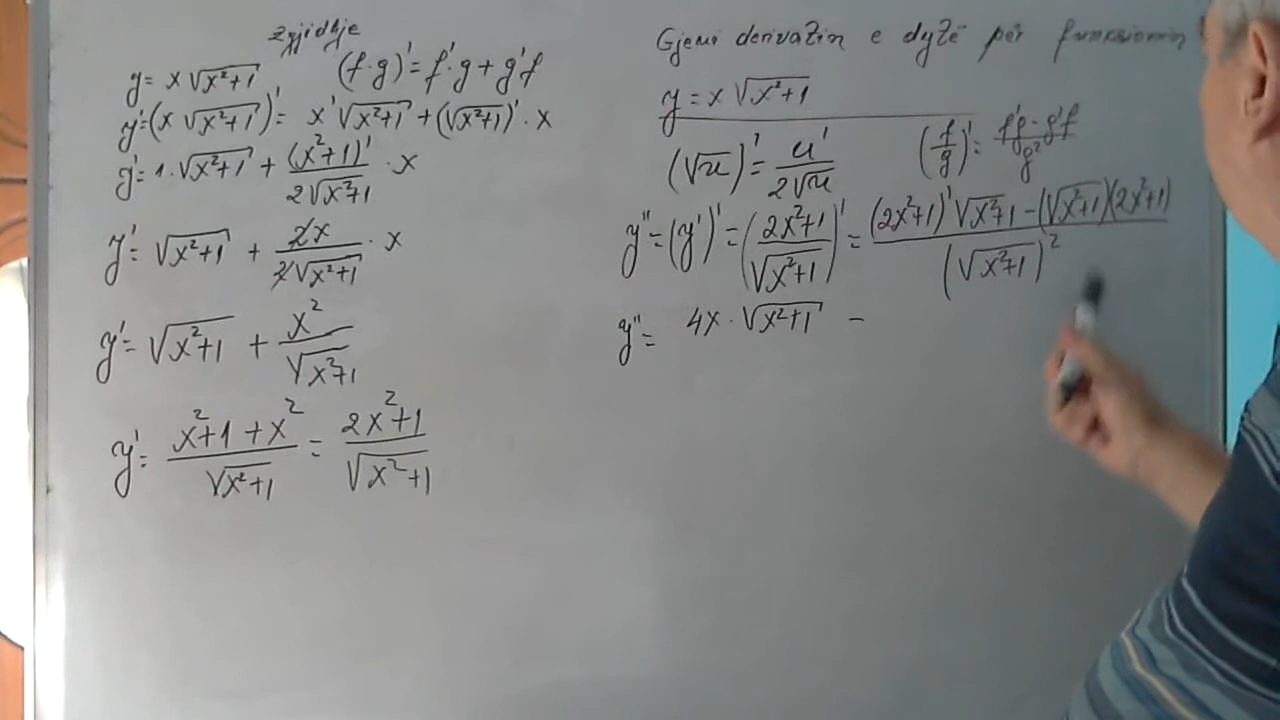 Zgjidhje
y = x √(x²+1)   (f·g)' = f'·g + g'f
y' = (x √(x²+1))' = x'√(x²+1) + (√(x²+1))' · x
y' = 1·√(x²+1) + (x²+1)'/(2√(x²+1)) · x
y' = √(x²+1) + 2x/(2√(x²+1)) · x
y' = √(x²+1) + x²/√(x²+1)
y' = (x²+1+x²)/√(x²+1) = (2x²+1)/√(x²+1)
Gjeni derivatin e dytë për funksionin
y = x √(x²+1)
(√u)' = u'/(2√u)   (f/g)' = (f'g - g'f)/g²
y'' = (y')' = ((2x²+1)/√(x²+1))' = ((2x²+1)'√(x²+1) - (√(x²+1))(2x²+1))/(√(x²+1))²
y'' = 4x · √(x²+1) -